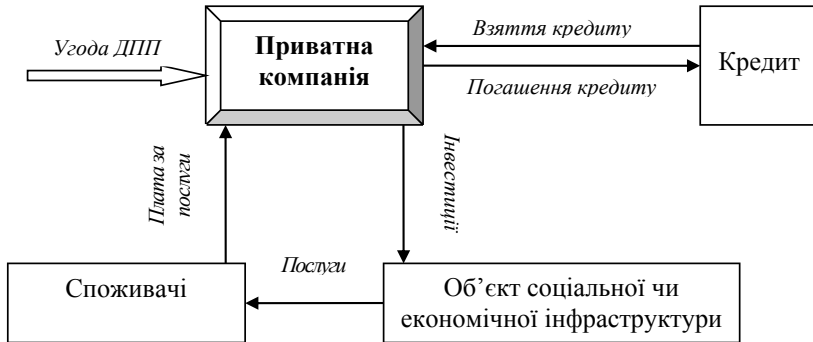 Угода ДПП
Приватна
компанія
Взяття кредиту
Погашення кредиту
Кредит
Плата за
послуги
Інвестиції
Споживачі
Послуги
Об’єкт соціальної чи
економічної інфраструктури